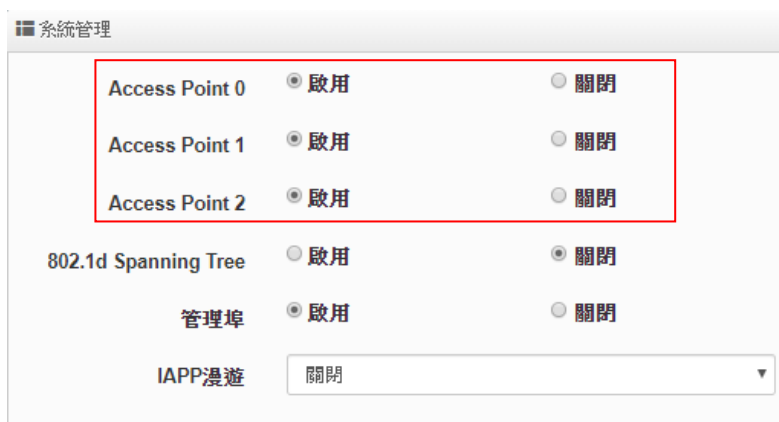 系統管理
Access Point 0 啟用 關閉
Access Point 1 啟用 關閉
Access Point 2 啟用 關閉
802.1d Spanning Tree 啟用 關閉
管理埠 啟用 關閉
IAPP漫遊 關閉